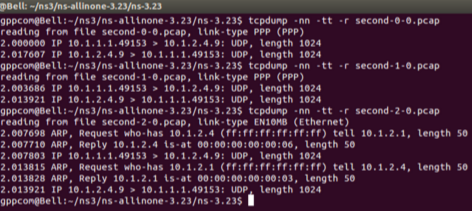 @Bell: ~/ns3/ns-allinone-3.23/ns-3.23
gppcom@Bell:~/ns3/ns-allinone-3.23/ns-3.23$ tcpdump -nn -tt -r second-0-0.pcap
reading from file second-0-0.pcap, link-type PPP (PPP)
2.000000 IP 10.1.1.1.49153 > 10.1.2.4.9: UDP, length 1024
2.017607 IP 10.1.2.4.9 > 10.1.1.1.49153: UDP, length 1024
gppcom@Bell:~/ns3/ns-allinone-3.23/ns-3.23$ tcpdump -nn -tt -r second-1-0.pcap
reading from file second-1-0.pcap, link-type PPP (PPP)
2.003686 IP 10.1.1.1.49153 > 10.1.2.4.9: UDP, length 1024
2.013921 IP 10.1.2.4.9 > 10.1.1.1.49153: UDP, length 1024
gppcom@Bell:~/ns3/ns-allinone-3.23/ns-3.23$ tcpdump -nn -tt -r second-2-0.pcap
reading from file second-2-0.pcap, link-type EN10MB (Ethernet)
2.007698 ARP, Request who-has 10.1.2.4 (ff:ff:ff:ff:ff:ff) tell 10.1.2.1, length 50
2.007710 ARP, Reply 10.1.2.4 is-at 00:00:00:00:00:06, length 50
2.007803 IP 10.1.1.1.49153 > 10.1.2.4.9: UDP, length 1024
2.013815 ARP, Request who-has 10.1.2.1 (ff:ff:ff:ff:ff:ff) tell 10.1.2.4, length 50
2.013828 ARP, Reply 10.1.2.1 is-at 00:00:00:00:00:03, length 50
2.013921 IP 10.1.2.4.9 > 10.1.1.1.49153: UDP, length 1024
gppcom@Bell:~/ns3/ns-allinone-3.23/ns-3.23$